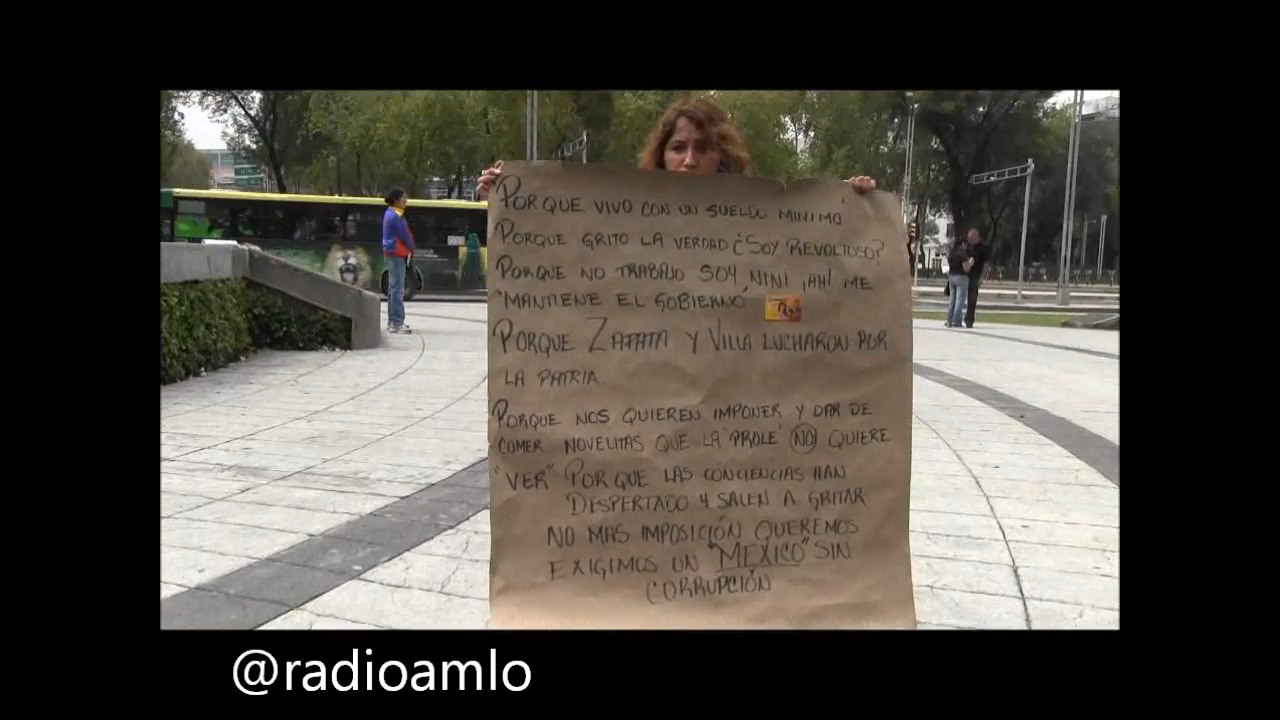 PORQUE VIVO CON UN SUELDO MINIMO
PORQUE GRITO LA VERDAD ¿SOY REVOLTOSO?
PORQUE NO TRABAJO SOY NINI ¡AH! ME
"MANTIENE EL GOBIERNO"
PORQUE ZAPATA Y VILLA LUCHARON POR
LA PATRIA.
PORQUE NOS QUIEREN IMPONER Y DAR DE
COMER NOVELITAS QUE LA "PROLE" NO QUIERE
"VER" PORQUE LAS CONCIENCIAS HAN
DESPERTADO Y SALEN A GRITAR
NO MAS IMPOSICIÓN QUEREMOS
EXIGIMOS UN "MEXICO" SIN
CORRUPCIÓN
@radioamlo